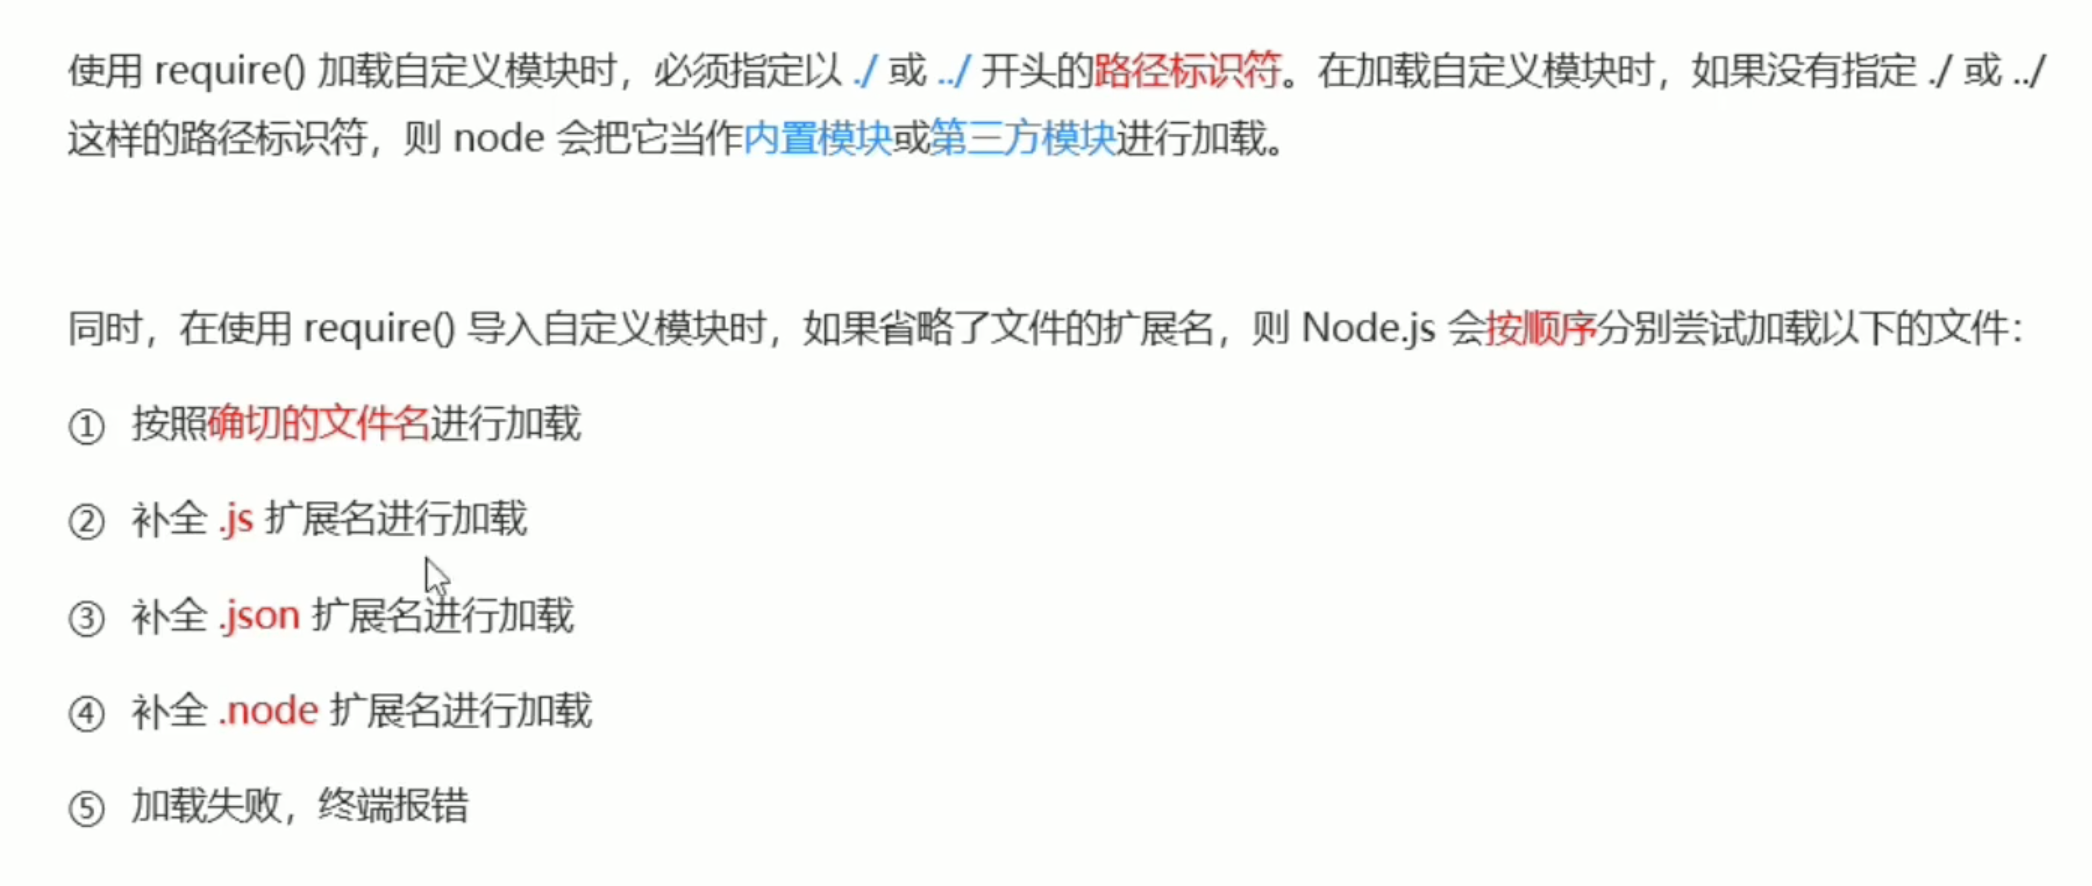 使用 require() 加载自定义模块时，必须指定以 ./ 或 ../ 开头的路径标识符。在加载自定义模块时，如果没有指定 ./ 或 ../
这样的路径标识符，则 node 会把它当作内置模块或第三方模块进行加载。
同时，在使用 require() 导入自定义模块时，如果省略了文件的扩展名，则 Node.js 会按顺序分别尝试加载以下的文件：
① 按照确切的文件名进行加载
② 补全 .js 扩展名进行加载
③ 补全 .json 扩展名进行加载
④ 补全 .node 扩展名进行加载
⑤ 加载失败，终端报错